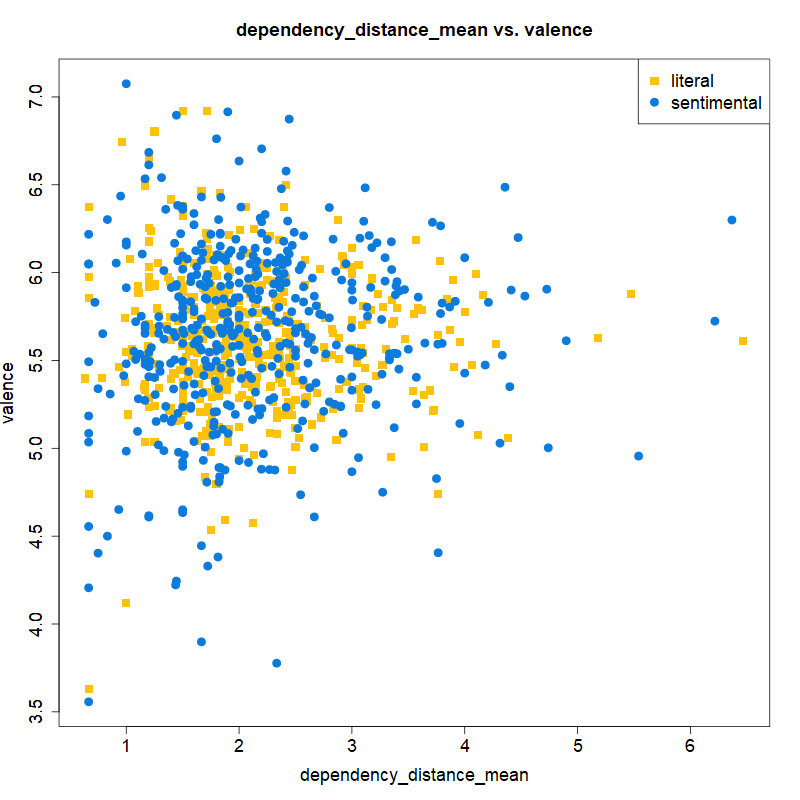 dependency_distance_mean vs. valence
literal
sentimental
valence
7.0
6.5
6.0
5.5
5.0
4.5
4.0
3.5
1 2 3 4 5 6
dependency_distance_mean